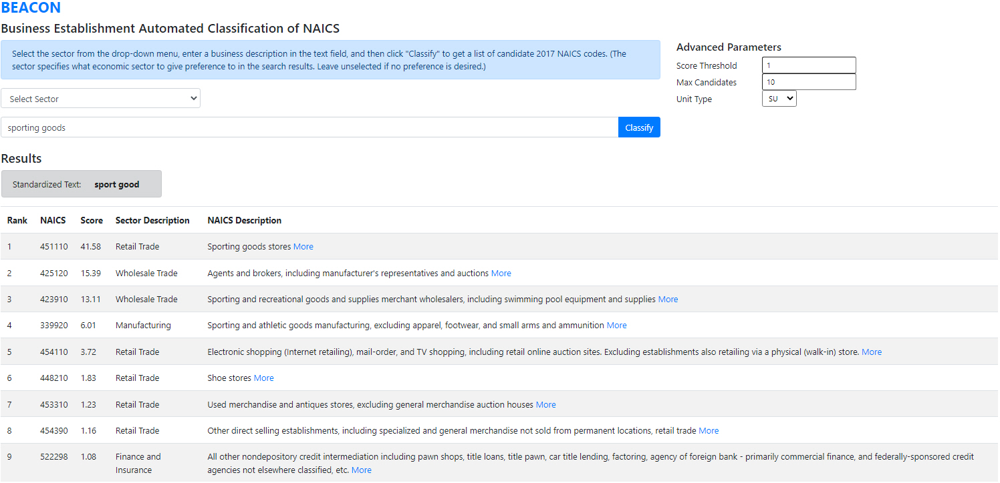 BEACON
Business Establishment Automated Classification of NAICS
Select the sector from the drop-down menu, enter a business description in the text field, and then click "Classify" to get a list of candidate 2017 NAICS codes. (The
sector specifies what economic sector to give preference to in the search results. Leave unselected if no preference is desired.)
Advanced Parameters
Score Threshold 1
Max Candidates 10
Unit Type SU
Select Sector
sporting goods Classify
Results
Standardized Text: sport good
Rank NAICS Score Sector Description NAICS Description
1 451110 41.58 Retail Trade Sporting goods stores More
2 425120 15.39 Wholesale Trade Agents and brokers, including manufacturer's representatives and auctions More
3 423910 13.11 Wholesale Trade Sporting and recreational goods and supplies merchant wholesalers, including swimming pool equipment and supplies More
4 339920 6.01 Manufacturing Sporting and athletic goods manufacturing, excluding apparel, footwear, and small arms and ammunition More
5 454110 3.72 Retail Trade Electronic shopping (Internet retailing), mail-order, and TV shopping, including retail online auction sites. Excluding establishments also retailing via a physical (walk-in) store. More
6 448210 1.83 Retail Trade Shoe stores More
7 453310 1.23 Retail Trade Used merchandise and antiques stores, excluding general merchandise auction houses More
8 454390 1.16 Retail Trade Other direct selling establishments, including specialized and general merchandise not sold from permanent locations, retail trade More
9 522298 1.08 Finance and All other nondepository credit intermediation including pawn shops, title loans, title pawn, car title lending, factoring, agency of foreign bank - primarily commercial finance, and federally-sponsored credit
Insurance agencies not elsewhere classified, etc. More